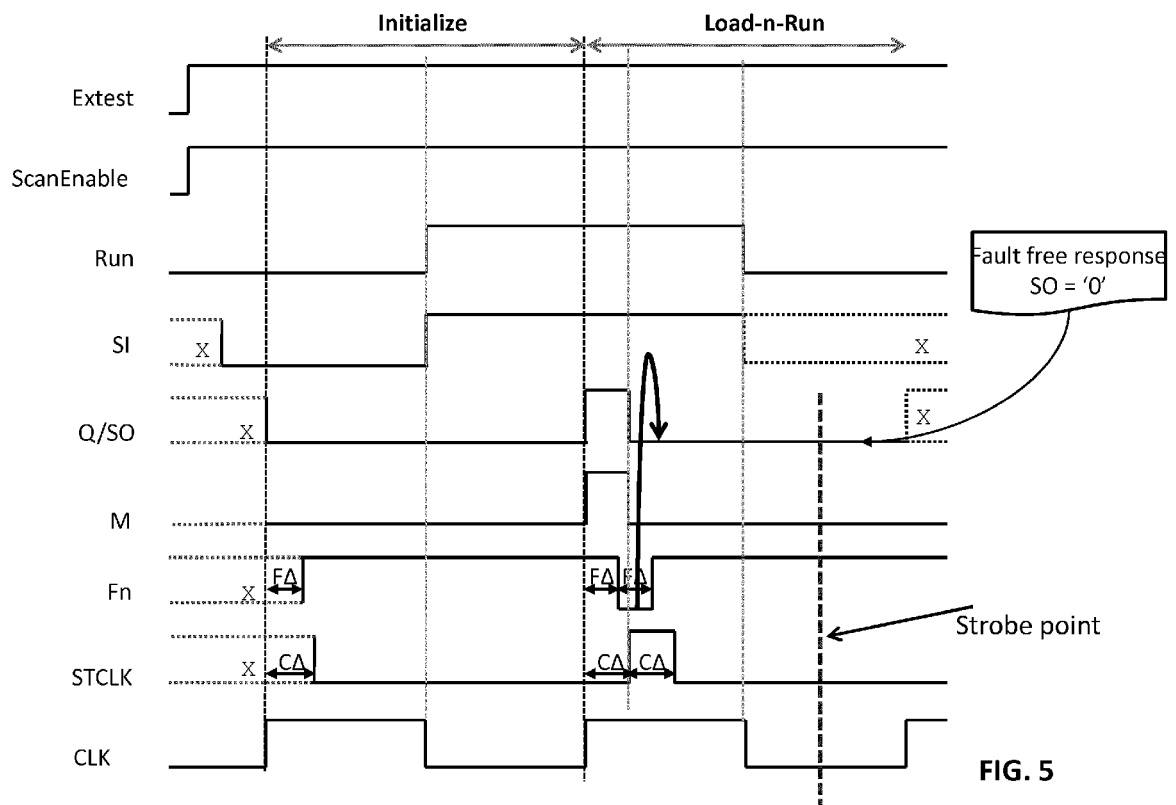 Initialize
Load-n-Run
Extest
ScanEnable
Run
Fault free response
SO = ‘0’
SI
X
X
Q/SO
X
X
M
Fn
X
FΔ
FΔ
Δ
Strobe point
STCLK
X
CΔ
CΔ
CΔ
CLK
FIG. 5